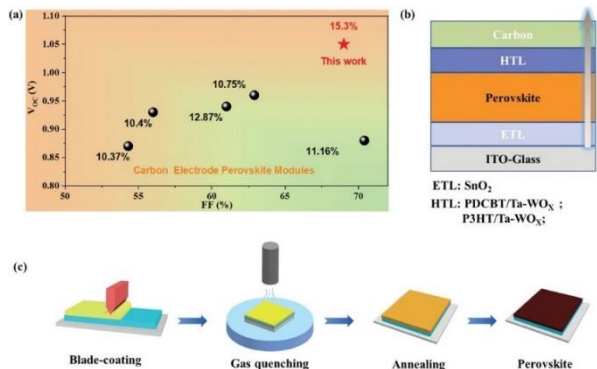 (a)
1.10
1.05
1.00
0.95
0.90
0.85
0.80
V_OC (V)
15.3%
This work
10.75%
10.4%
12.87%
10.37%
11.16%
Carbon Electrode Perovskite Modules
50 55 60 65 70 75
FF (%)
(b)
Carbon
HTL
Perovskite
ETL
ITO-Glass
ETL: SnO₂
HTL: PDCBT/Ta-WOₓ ;
P3HT/Ta-WOₓ;
(c)
Blade-coating
Gas quenching
Annealing
Perovskite